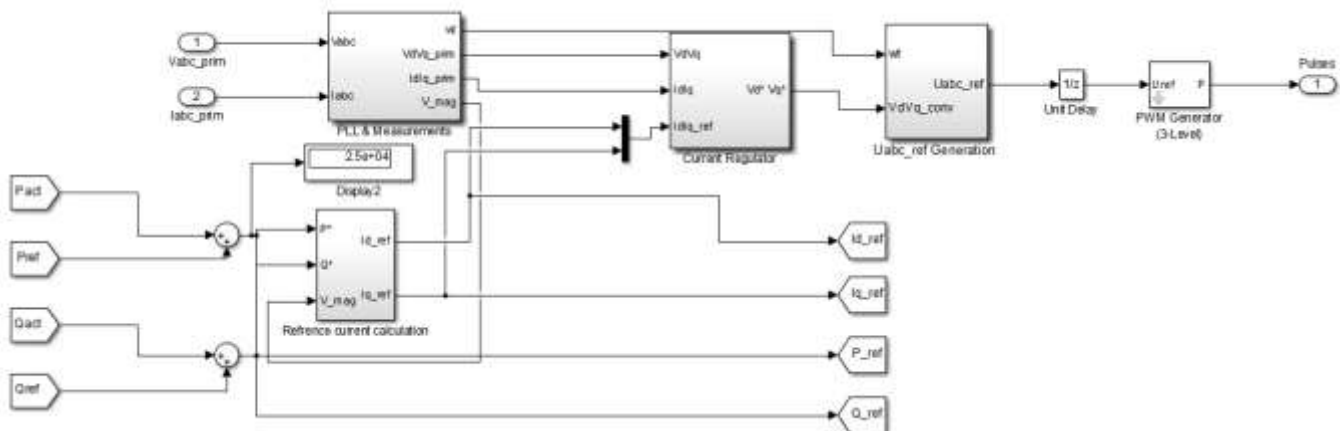 1
Vabc_prim
2
Iabc_prim
Vabc
Iabc
wt
VdVq_prim
IdIq_prim
V_mag
PLL & Measurements
2.5e+04
Display2
VdVq
IdIq
IdIq_ref
Vd* Vq*
Current Regulator
wt
VdVq_conv
Uabc_ref
Uabc_ref Generation
1/z
Unit Delay
Uref
P
PWM Generator
(3-Level)
Pulses
1
Pact
Pref
Qact
Qref
P*
Q*
V_mag
Id_ref
Iq_ref
Refrence current calculation
Id_ref
Iq_ref
P_ref
Q_ref